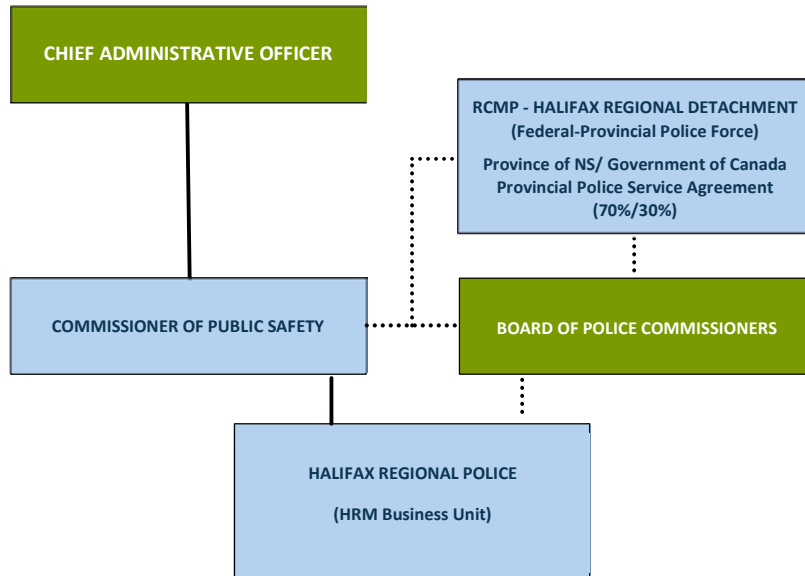 CHIEF ADMINISTRATIVE OFFICER
RCMP - HALIFAX REGIONAL DETACHMENT
(Federal-Provincial Police Force)
Province of NS/ Government of Canada
Provincial Police Service Agreement
(70%/30%)
COMMISSIONER OF PUBLIC SAFETY
BOARD OF POLICE COMMISSIONERS
HALIFAX REGIONAL POLICE
(HRM Business Unit)